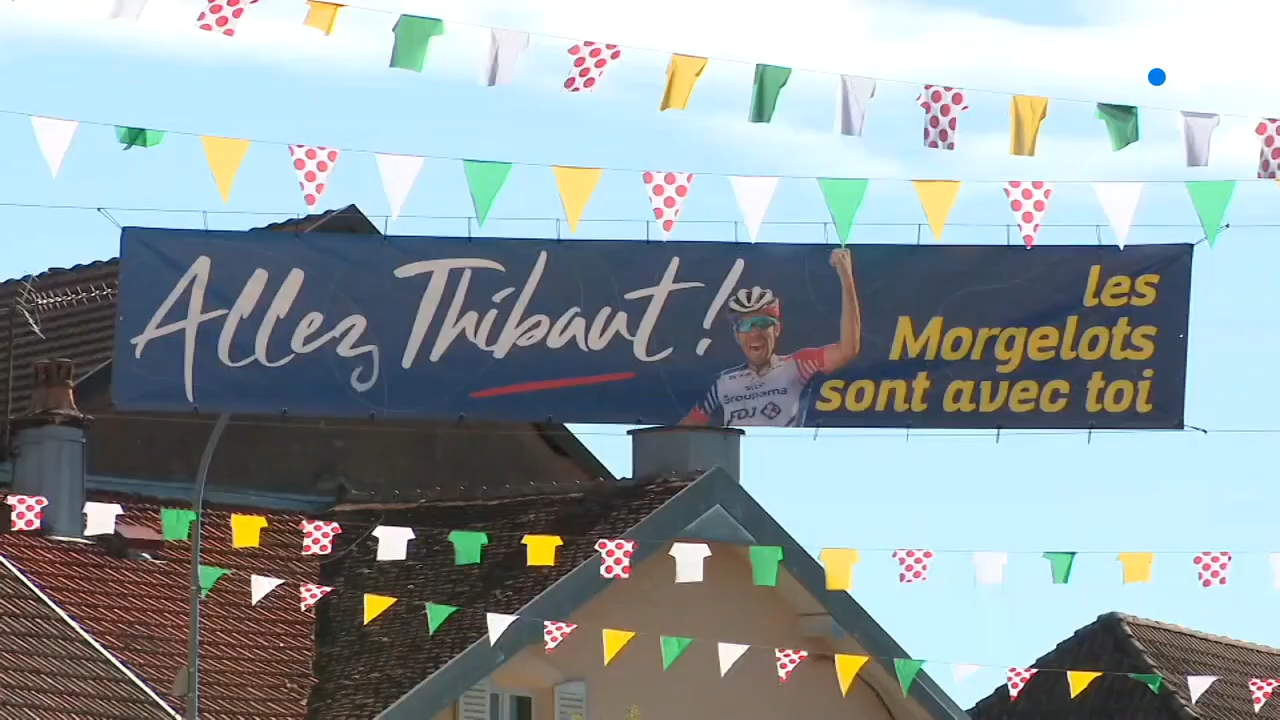 Allez Thibaut !
les
Morgelots
sont avec toi
Groupama
FDJ